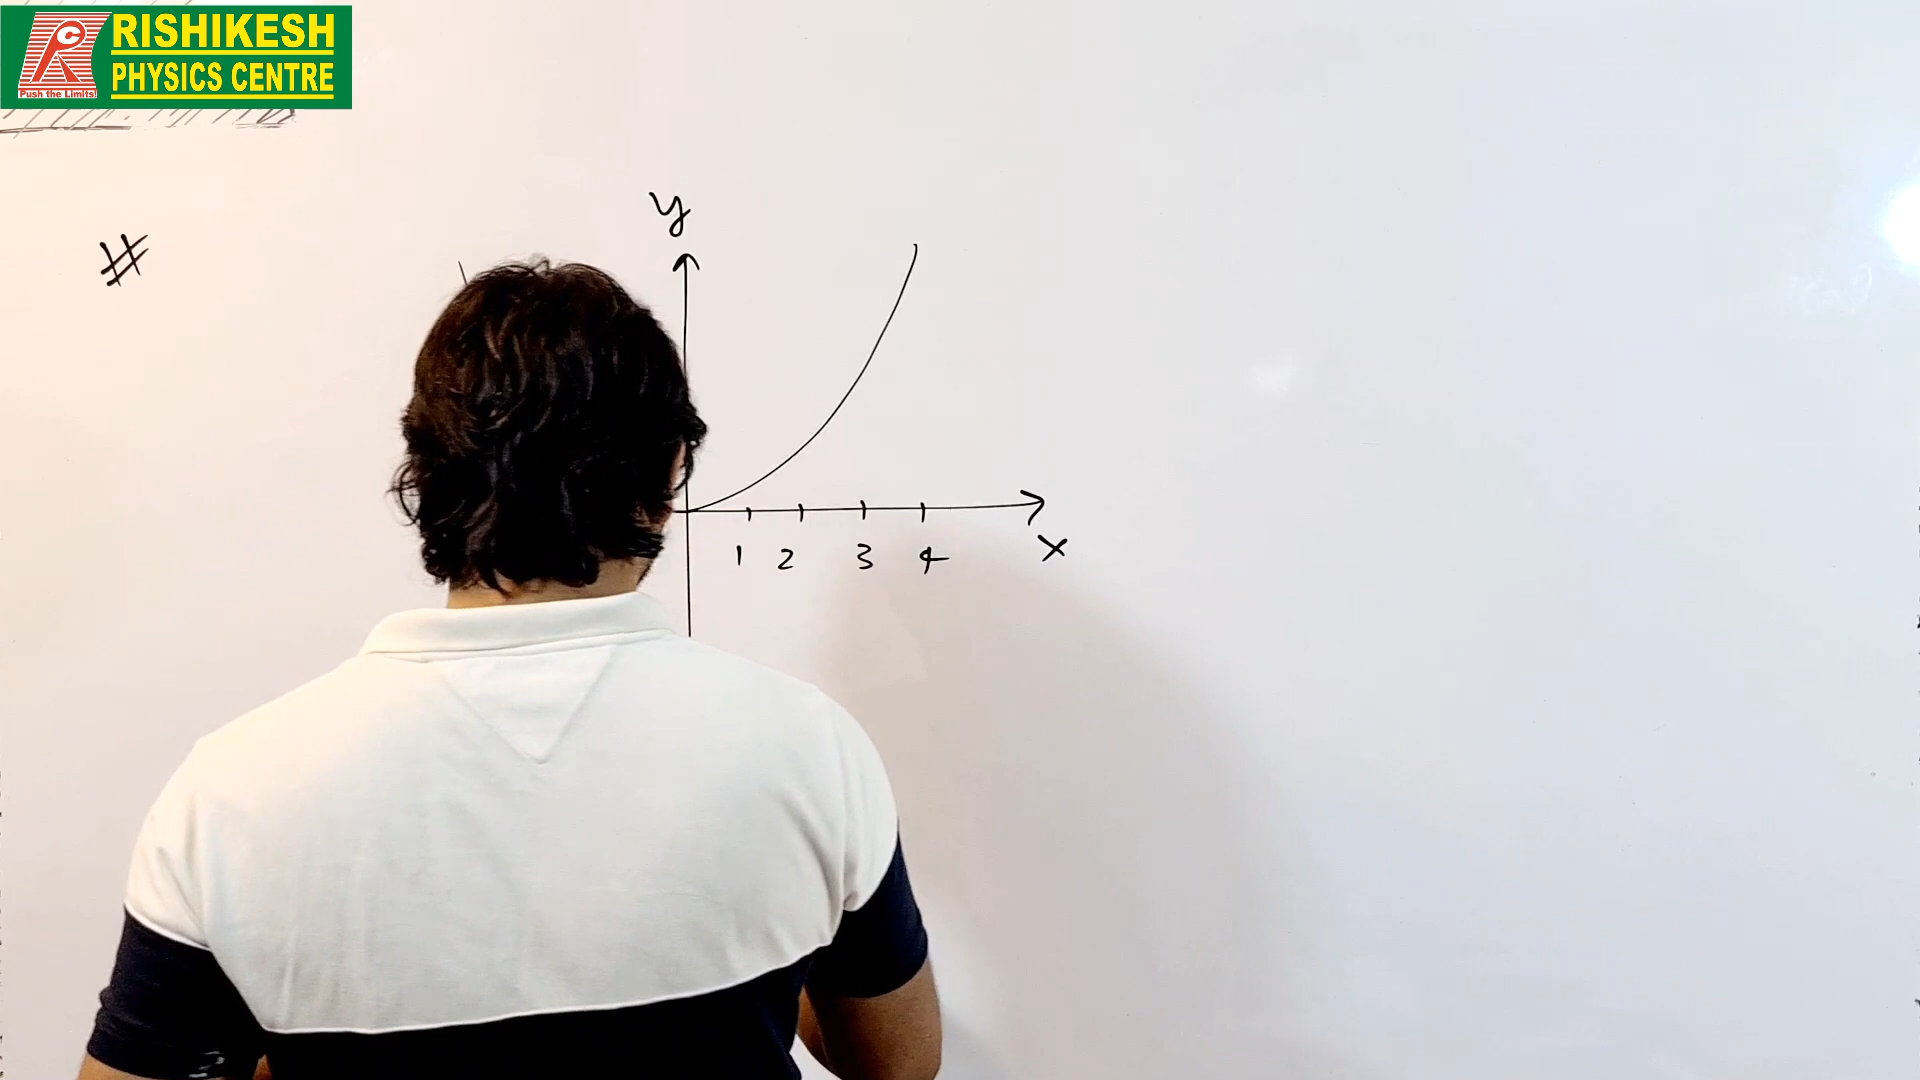 RISHIKESH
PHYSICS CENTRE
Push the Limits!
#
y
1 2 3 4
x